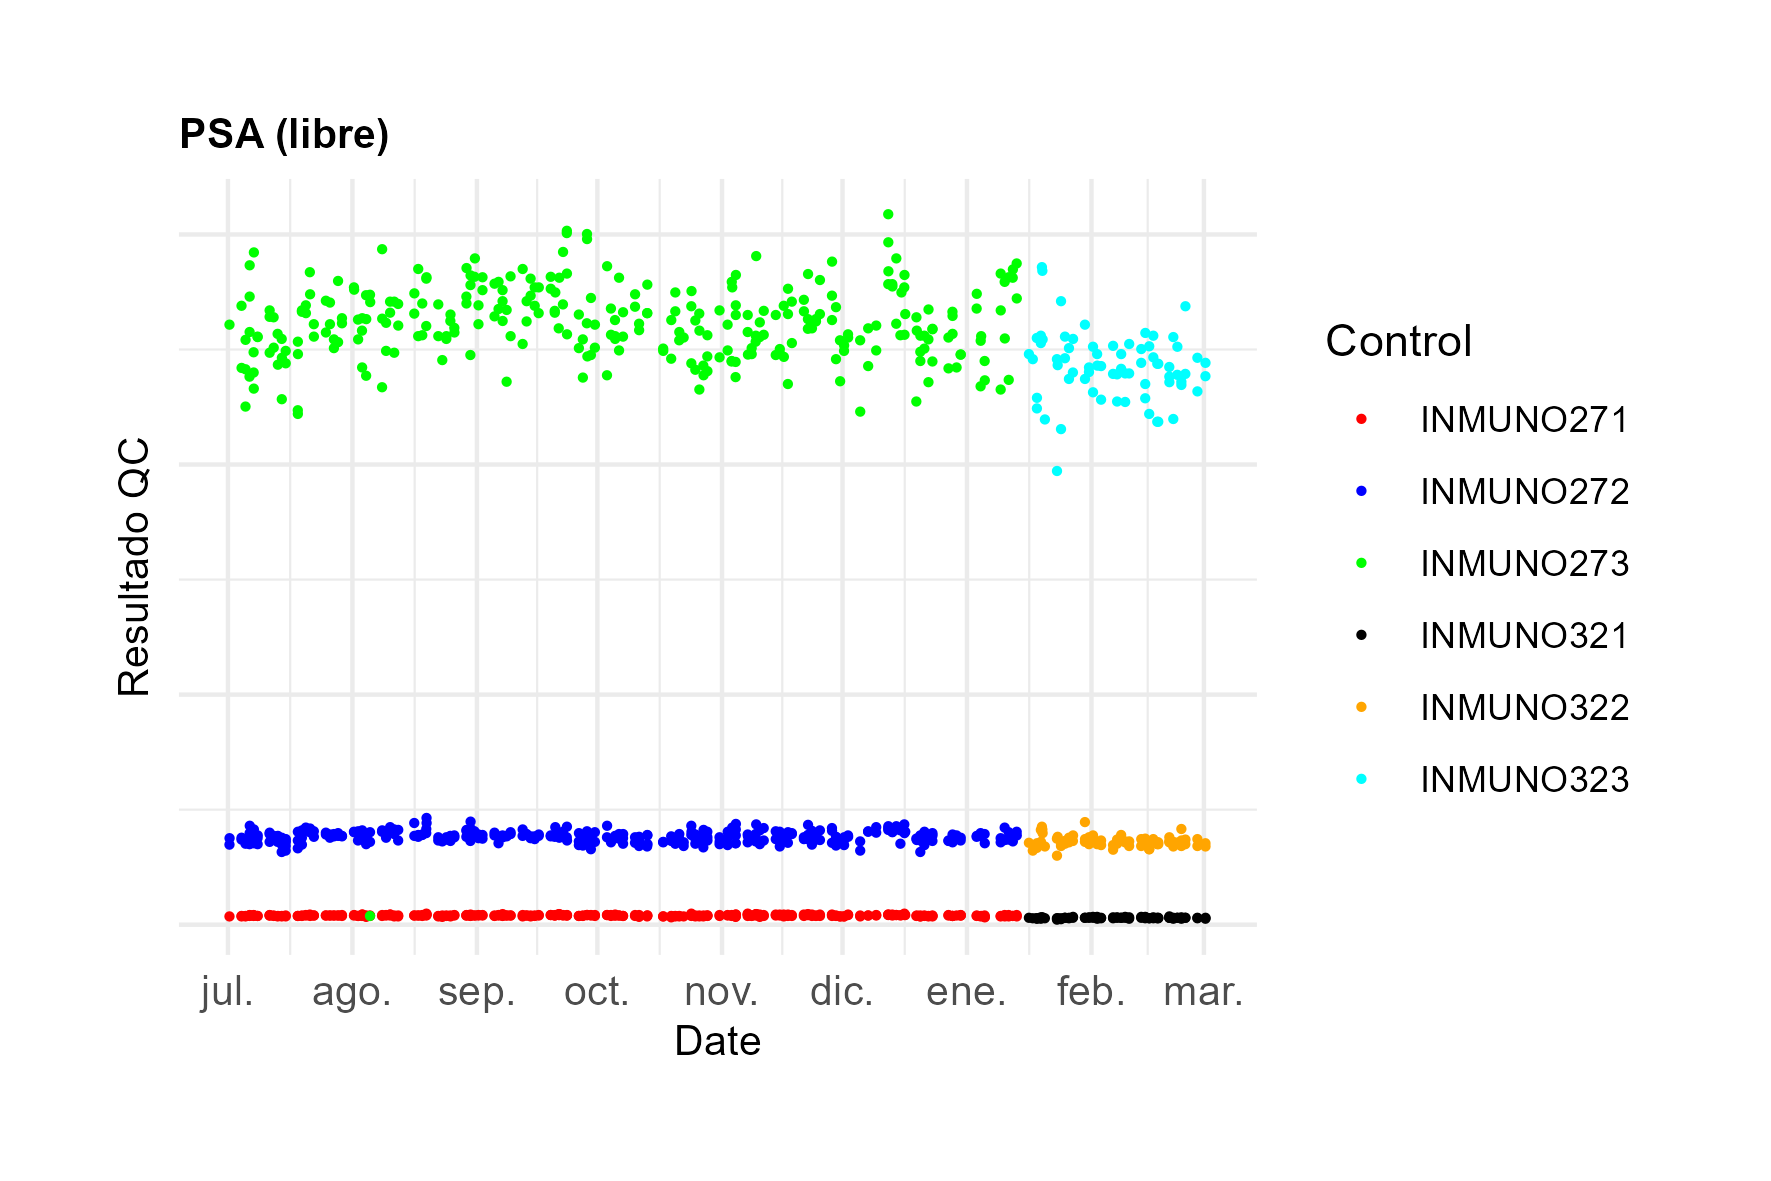 PSA (libre)
Resultado QC
jul. ago. sep. oct. nov. dic. ene. feb. mar.
Date
Control
INMUNO271
INMUNO272
INMUNO273
INMUNO321
INMUNO322
INMUNO323